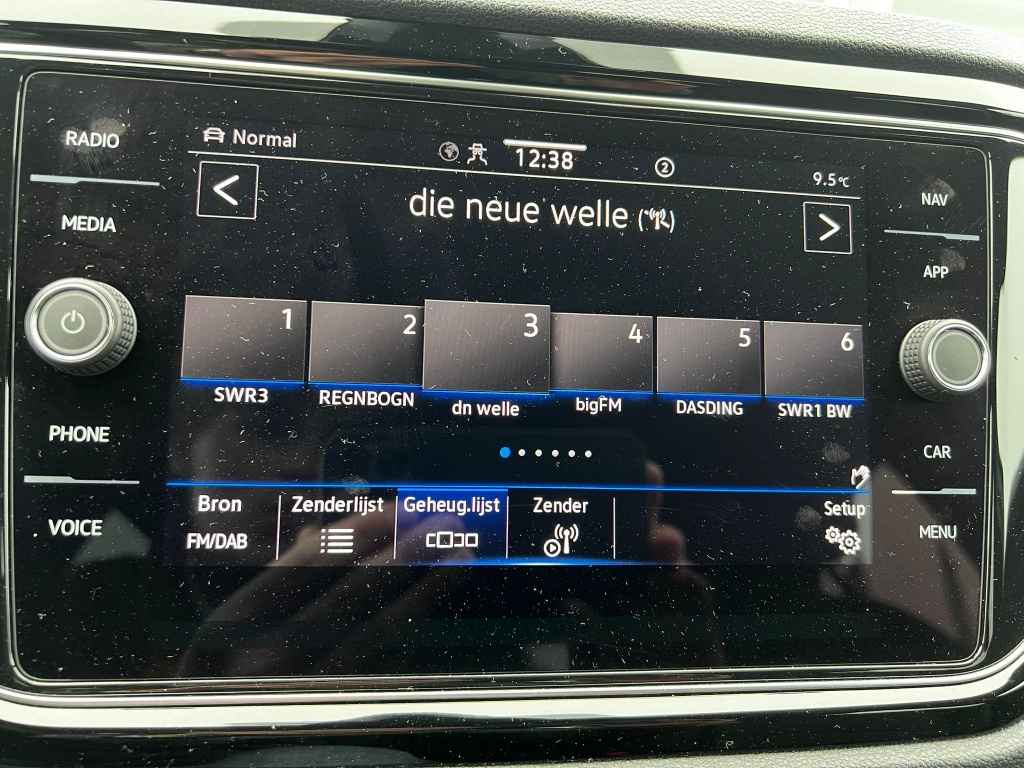 RADIO
MEDIA
PHONE
VOICE
Normal
12:38
2
9.5°C
<
die neue welle
>
1
2
3
4
5
6
SWR3
REGNBOGN
dn welle
bigFM
DASDING
SWR1 BW
Bron
FM/DAB
Zenderlijst
Geheug.lijst
Zender
Setup
NAV
APP
CAR
MENU